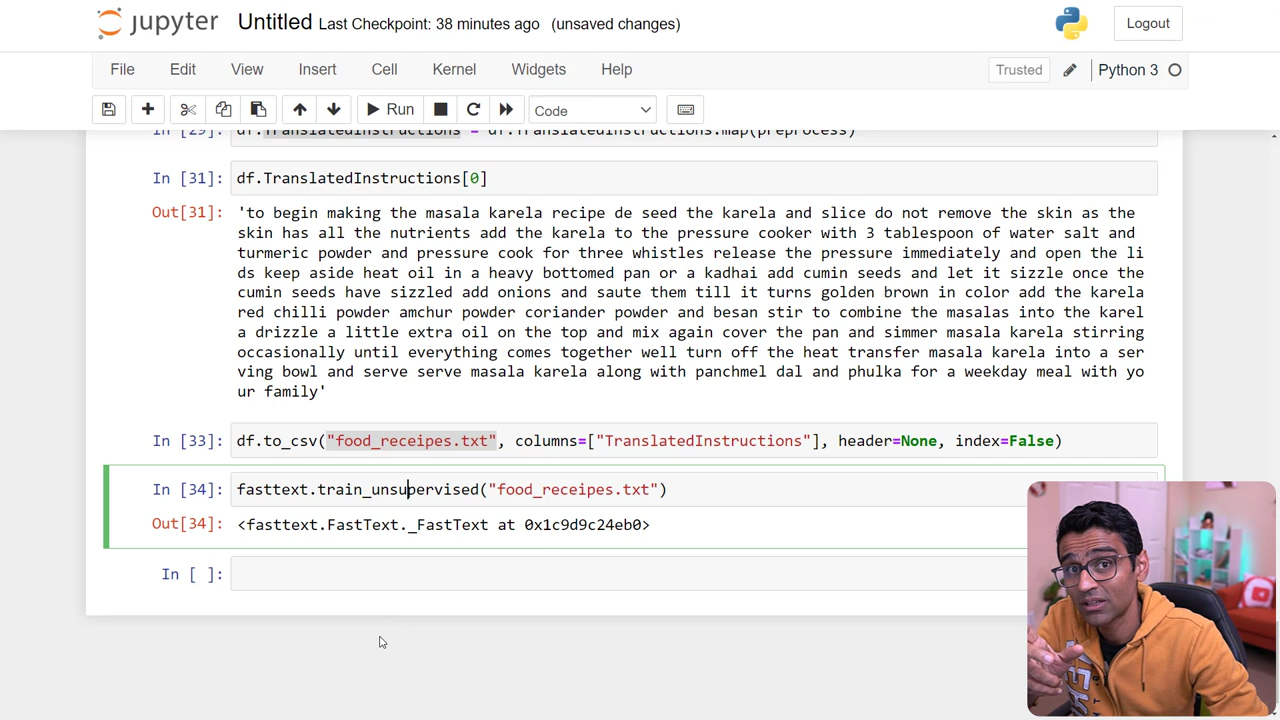 jupyter Untitled Last Checkpoint: 38 minutes ago (unsaved changes) Logout
File Edit View Insert Cell Kernel Widgets Help Trusted Python 3
Run Code
In [29]: df.TranslatedInstructions = df.TranslatedInstructions.map(preprocess)
In [31]: df.TranslatedInstructions[0]
Out[31]: 'to begin making the masala karela recipe de seed the karela and slice do not remove the skin as the
skin has all the nutrients add the karela to the pressure cooker with 3 tablespoon of water salt and
turmeric powder and pressure cook for three whistles release the pressure immediately and open the li
ds keep aside heat oil in a heavy bottomed pan or a kadhai add cumin seeds and let it sizzle once the
cumin seeds have sizzled add onions and saute them till it turns golden brown in color add the karela
red chilli powder amchur powder coriander powder and besan stir to combine the masalas into the karel
a drizzle a little extra oil on the top and mix again cover the pan and simmer masala karela stirring
occasionally until everything comes together well turn off the heat transfer masala karela into a ser
ving bowl and serve serve masala karela along with panchmel dal and phulka for a weekday meal with yo
ur family'
In [33]: df.to_csv("food_receipes.txt", columns=["TranslatedInstructions"], header=None, index=False)
In [34]: fasttext.train_unsupervised("food_receipes.txt")
Out[34]: <fasttext.FastText._FastText at 0x1c9d9c24eb0>
In [ ]: